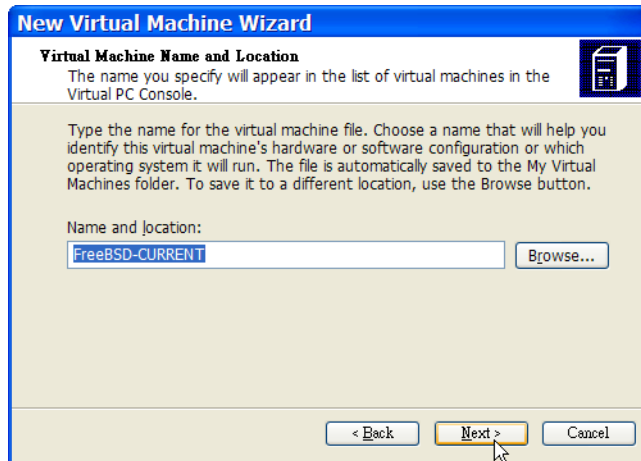 New Virtual Machine Wizard
Virtual Machine Name and Location
The name you specify will appear in the list of virtual machines in the
Virtual PC Console.
Type the name for the virtual machine file. Choose a name that will help you
identify this virtual machine's hardware or software configuration or which
operating system it will run. The file is automatically saved to the My Virtual
Machines folder. To save it to a different location, use the Browse button.
Name and location:
FreeBSD-CURRENT
Browse...
< Back
Next >
Cancel